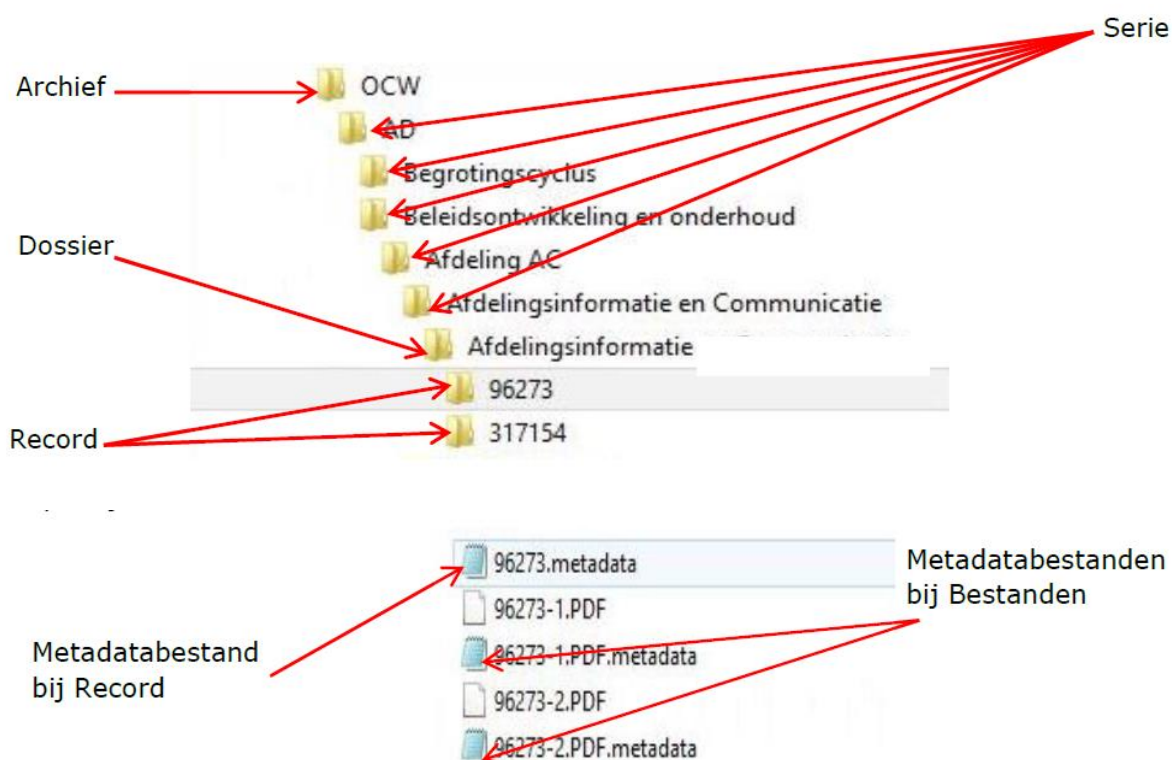 Serie
Archief
OCW
AD
Begrotingscyclus
Beleidsontwikkeling en onderhoud
Dossier
Afdeling AC
Afdelingsinformatie en Communicatie
Afdelingsinformatie
96273
Record
317154
96273.metadata
Metadatabestanden
bij Bestanden
96273-1.PDF
Metadatabestand
bij Record
96273-1.PDF.metadata
96273-2.PDF
96273-2.PDF.metadata